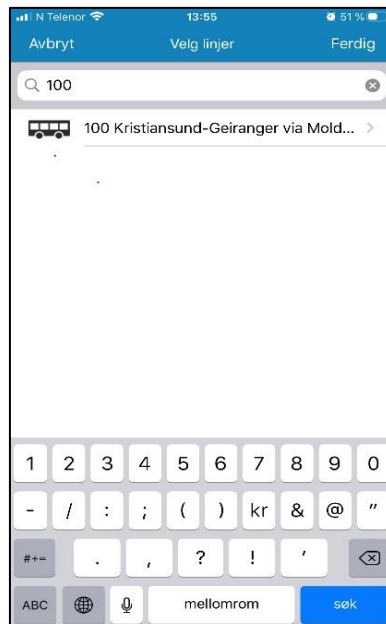 N Telenor 13:55 51 %
Avbryt Velg linjer Ferdig
100
100 Kristiansund-Geiranger via Mold...
1 2 3 4 5 6 7 8 9 0
- / : ; ( ) kr & @ "
#+= . , ? ! '
ABC mellomrom søk